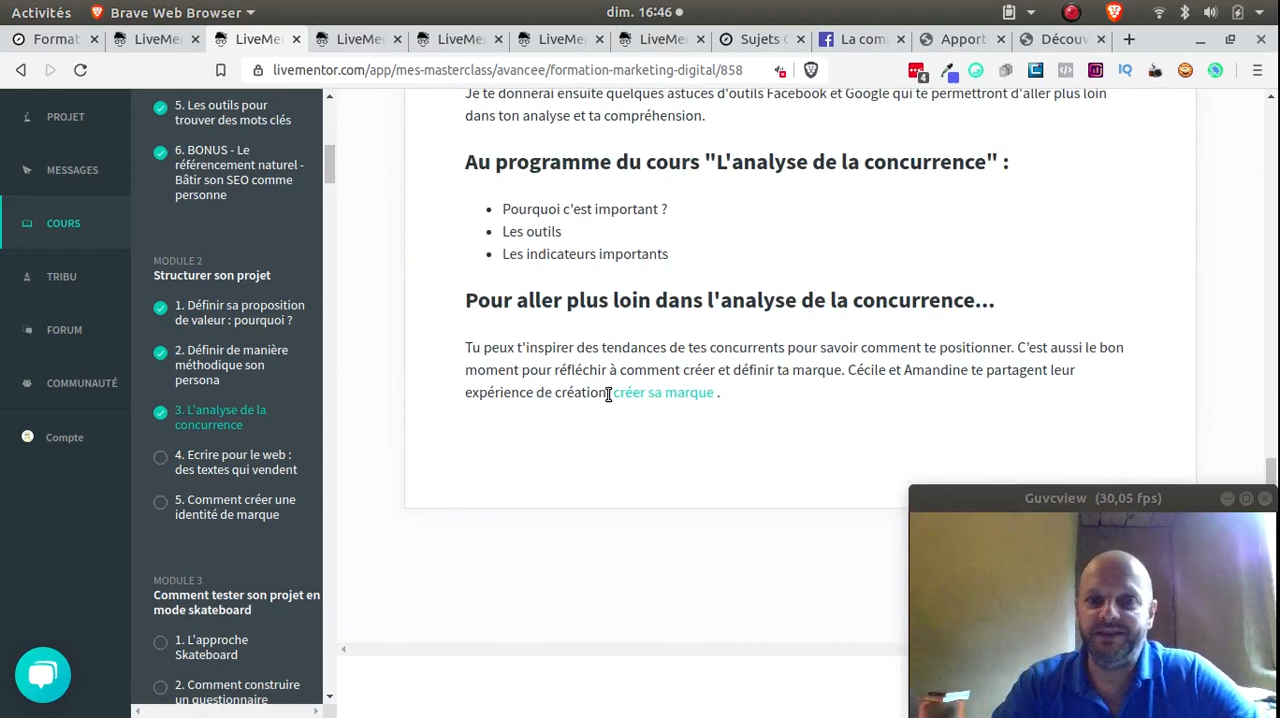 Activités
Brave Web Browser
dim. 16:46
Format
LiveMe
LiveMe
LiveMe
LiveMe
LiveMe
LiveMe
Sujets
La com
Apport
Découv
livementor.com/app/mes-masterclass/avancee/formation-marketing-digital/858
4
IQ
PROJET
MESSAGES
COURS
TRIBU
FORUM
COMMUNAUTÉ
Compte
5. Les outils pour
trouver des mots clés
6. BONUS - Le
référencement naturel -
Bâtir son SEO comme
personne
MODULE 2
Structurer son projet
1. Définir sa proposition
de valeur : pourquoi ?
2. Définir de manière
méthodique son
persona
3. L'analyse de la
concurrence
4. Ecrire pour le web :
des textes qui vendent
5. Comment créer une
identité de marque
MODULE 3
Comment tester son projet en
mode skateboard
1. L'approche
Skateboard
2. Comment construire
un questionnaire
Je te donnerai ensuite quelques astuces d'outils Facebook et Google qui te permettront d'aller plus loin
dans ton analyse et ta compréhension.
Au programme du cours "L'analyse de la concurrence" :
Pourquoi c'est important ?
Les outils
Les indicateurs importants
Pour aller plus loin dans l'analyse de la concurrence...
Tu peux t'inspirer des tendances de tes concurrents pour savoir comment te positionner. C'est aussi le bon
moment pour réfléchir à comment créer et définir ta marque. Cécile et Amandine te partagent leur
expérience de création créer sa marque .
Guvcview (30,05 fps)